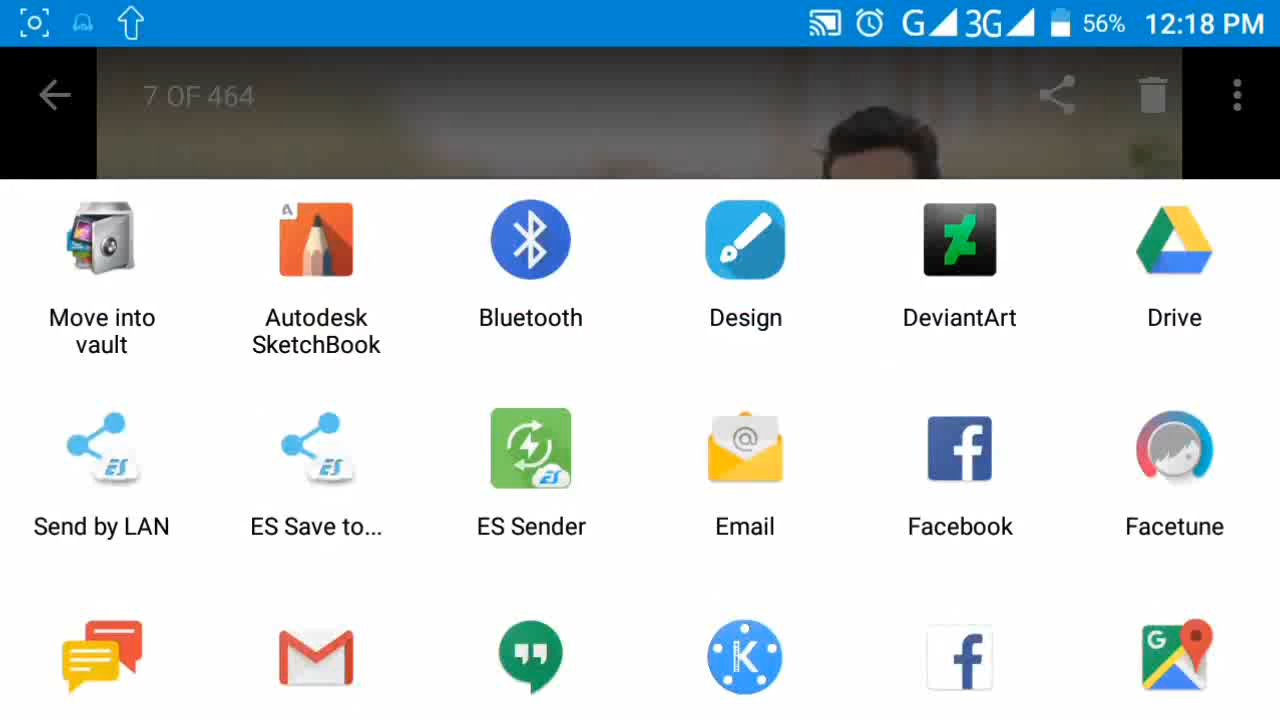 G 3G 56% 12:18 PM
7 OF 464
Move into
vault
Autodesk
SketchBook
Bluetooth
Design
DeviantArt
Drive
Send by LAN
ES Save to...
ES Sender
Email
Facebook
Facetune